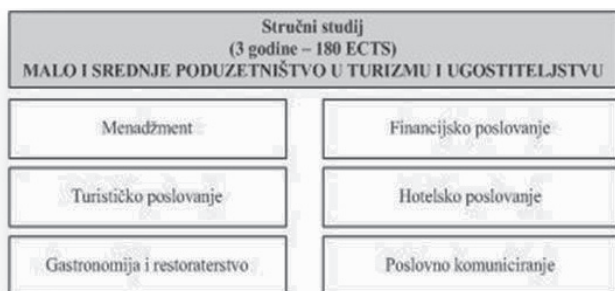 Stručni studij
(3 godine – 180 ECTS)
MALO I SREDNJE PODUZETNIŠTVO U TURIZMU I UGOSTITELJSTVU
Menadžment
Financijsko poslovanje
Turističko poslovanje
Hotelsko poslovanje
Gastronomija i restoraterstvo
Poslovno komuniciranje